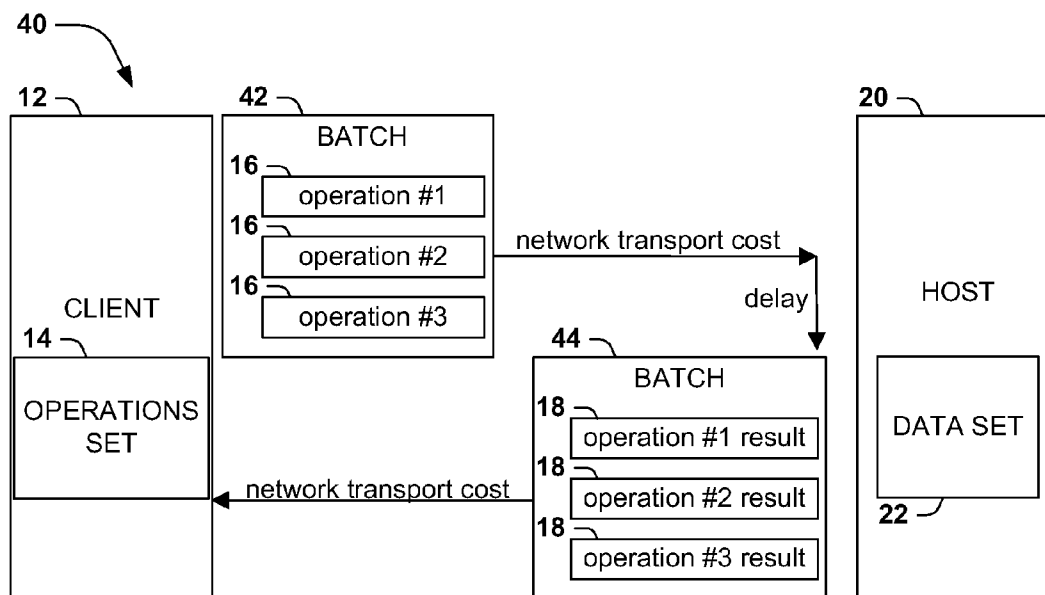 40
12
42
20
BATCH
16
operation #1
16
operation #2
network transport cost
16
operation #3
delay
CLIENT
HOST
14
44
OPERATIONS
SET
BATCH
18
operation #1 result
DATA SET
18
operation #2 result
network transport cost
22
18
operation #3 result